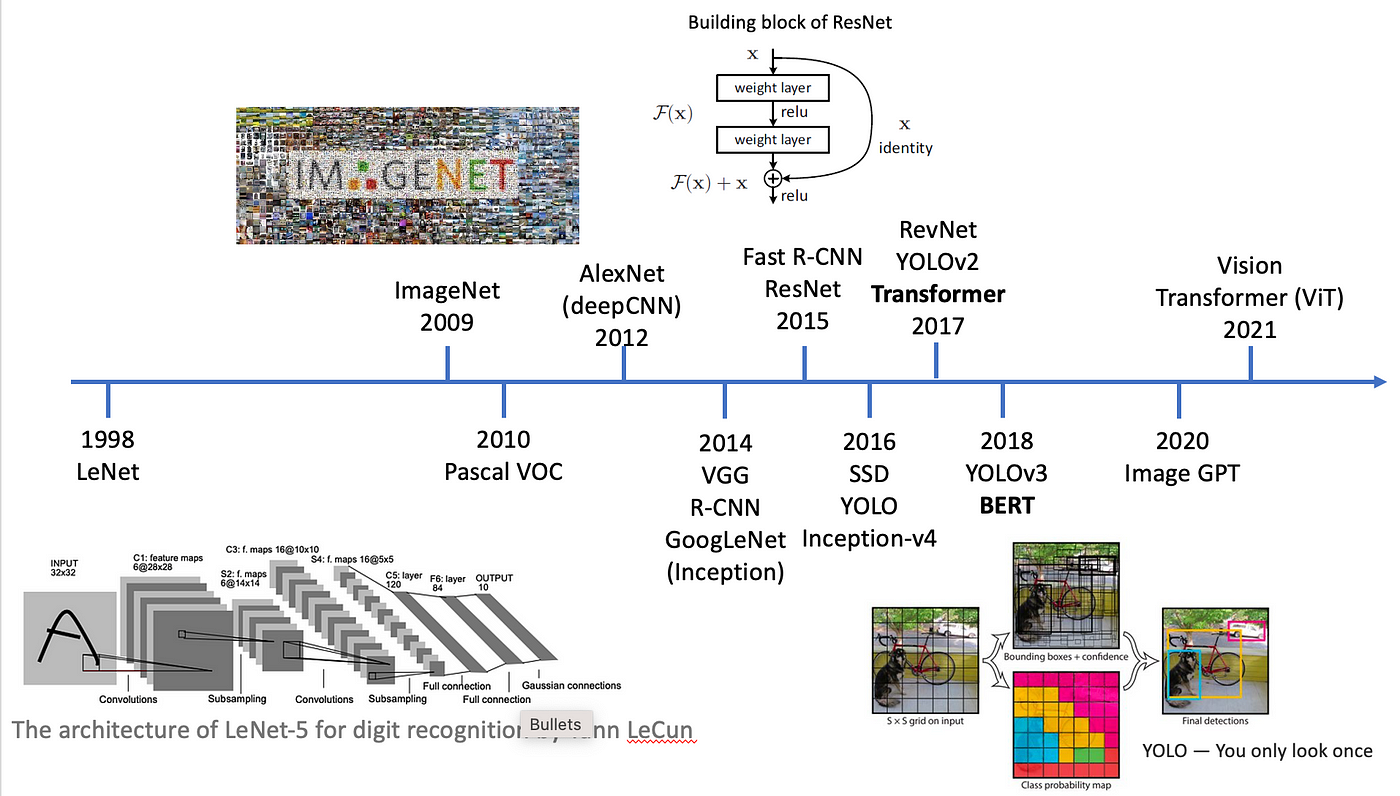 Building block of ResNet
x
weight layer
F(x)
relu
x
weight layer
identity
F(x) + x
relu
IMAGENET
ImageNet
2009
AlexNet
(deepCNN)
2012
Fast R-CNN
ResNet
2015
RevNet
YOLOv2
Transformer
2017
Vision
Transformer (ViT)
2021
1998
LeNet
2010
Pascal VOC
2014
VGG
R-CNN
GoogLeNet
(Inception)
2016
SSD
YOLO
Inception-v4
2018
YOLOv3
BERT
2020
Image GPT
INPUT
32x32
C1: feature maps
6@28x28
S2: f. maps
6@14x14
C3: f. maps 16@10x10
S4: f. maps 16@5x5
C5: layer
120
F6: layer
84
OUTPUT
10
Convolutions
Subsampling
Convolutions
Subsampling
Full connection
Full connection
Gaussian connections
The architecture of LeNet-5 for digit recognition LeCun
Bullets
S × S grid on input
Bounding boxes + confidence
Class probability map
Final detections
YOLO — You only look once